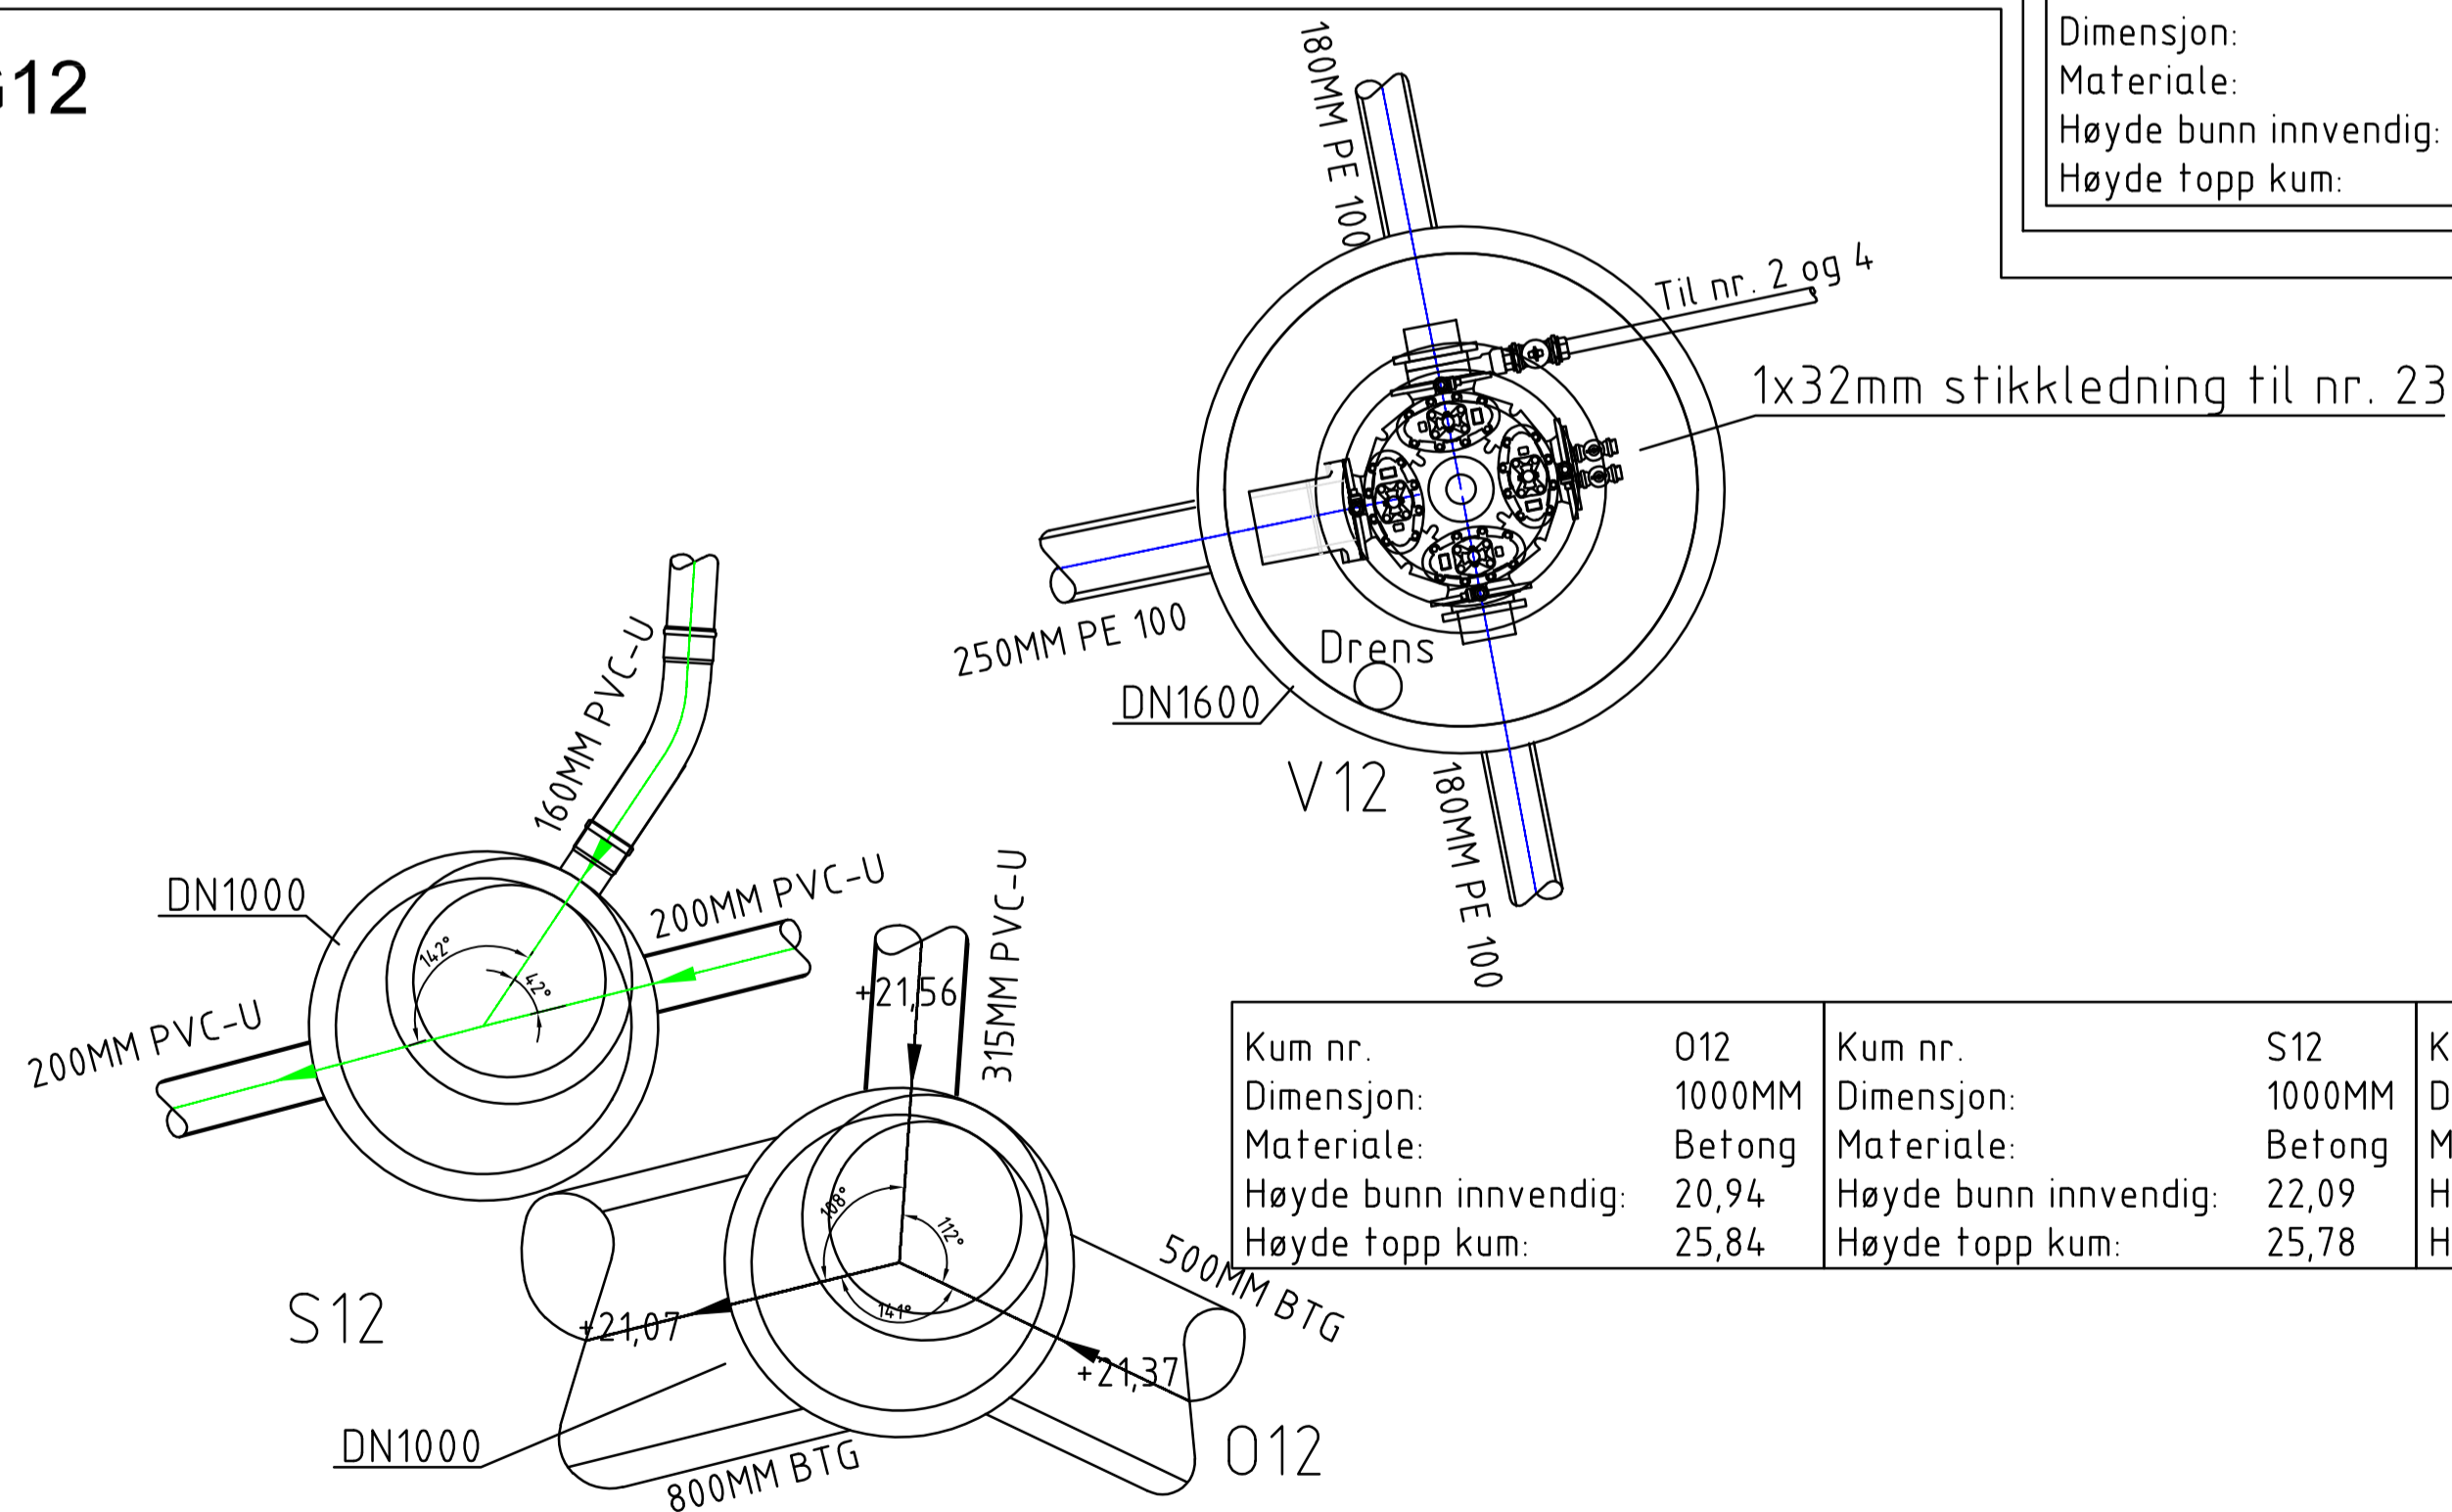 G12
180MM PE 100
Dimensjon:
Materiale:
Høyde bunn innvendig:
Høyde topp kum:
Til nr. 2 og 4
1x32mm stikkledning til nr. 23
250MM PE 100
Drens
DN1600
V12
180MM PE 100
160MM PVC-U
DN1000
200MM PVC-U
142°
42°
200MM PVC-U
S12
315MM PVC-U
+21,56
108°
112°
141°
+21,07
+21,37
500MM BTG
DN1000
800MM BTG
O12
Kum nr. O12
Dimensjon: 1000MM
Materiale: Betong
Høyde bunn innvendig: 20,94
Høyde topp kum: 25,84
Kum nr. S12
Dimensjon: 1000MM
Materiale: Betong
Høyde bunn innvendig: 22,09
Høyde topp kum: 25,78
K
D
M
H
H